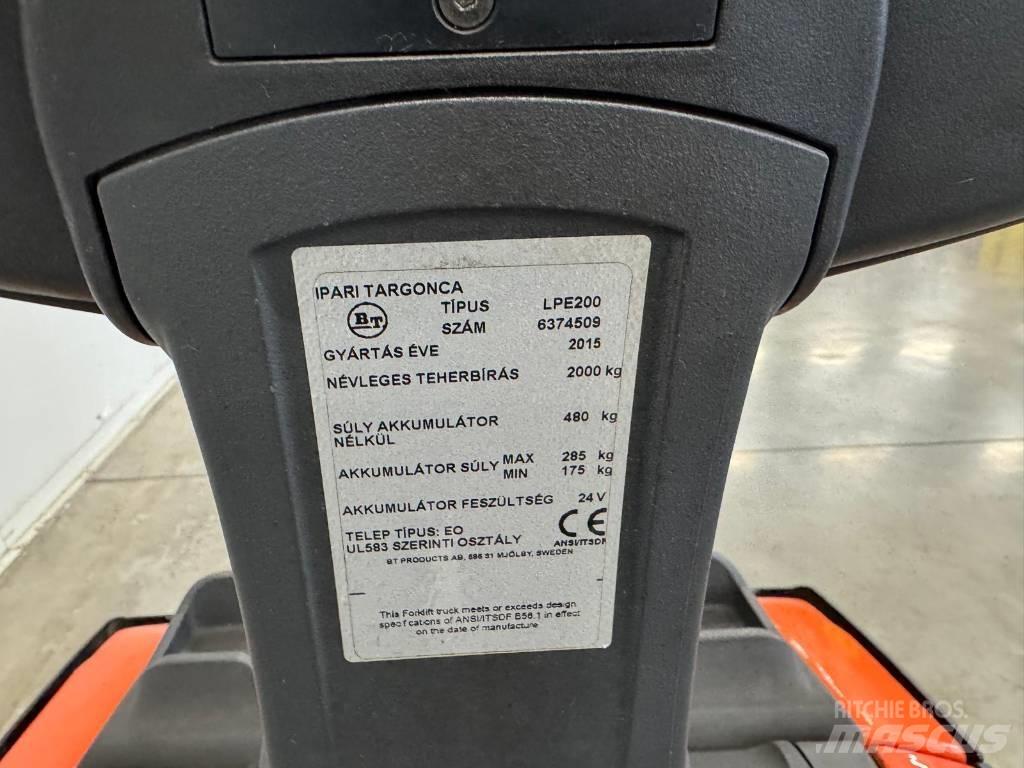 IPARI TARGONCA
BT TÍPUS LPE200
SZÁM 6374509
GYÁRTÁS ÉVE 2015
NÉVLEGES TEHERBÍRÁS 2000 kg
SÚLY AKKUMULÁTOR 480 kg
NÉLKÜL
AKKUMULÁTOR SÚLY MAX 285 kg
MIN 175 kg
AKKUMULÁTOR FESZÜLTSÉG 24 V
TELEP TÍPUS: EO
UL583 SZERINTI OSZTÁLY CE
ANSI/ITSDF
BT PRODUCTS AB, 595 81 MJÖLBY, SWEDEN
This Forklift truck meets or exceeds design
specifications of ANSI/ITSDF B56.1 in effect
on the date of manufacture
RITCHIE BROS.
MASCUS